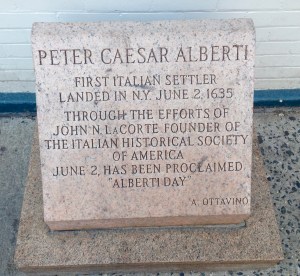 PETER CAESAR ALBERTI
FIRST ITALIAN SETTLER
LANDED IN N.Y. JUNE 2, 1635
THROUGH THE EFFORTS OF
JOHN N. LaCORTE FOUNDER OF
THE ITALIAN HISTORICAL SOCIETY
OF AMERICA
JUNE 2, HAS BEEN PROCLAIMED
"ALBERTI DAY"
A. OTTAVINO